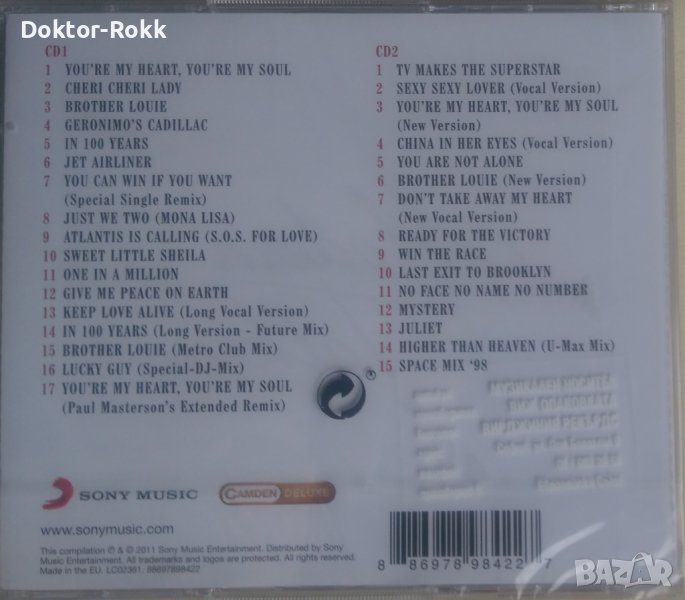 Doktor-Rokk
CD1
1 YOU'RE MY HEART, YOU'RE MY SOUL
2 CHERI CHERI LADY
3 BROTHER LOUIE
4 GERONIMO'S CADILLAC
5 IN 100 YEARS
6 JET AIRLINER
7 YOU CAN WIN IF YOU WANT
(Special Single Remix)
8 JUST WE TWO (MONA LISA)
9 ATLANTIS IS CALLING (S.O.S. FOR LOVE)
10 SWEET LITTLE SHEILA
11 ONE IN A MILLION
12 GIVE ME PEACE ON EARTH
13 KEEP LOVE ALIVE (Long Vocal Version)
14 IN 100 YEARS (Long Version - Future Mix)
15 BROTHER LOUIE (Metro Club Mix)
16 LUCKY GUY (Special-DJ-Mix)
17 YOU'RE MY HEART, YOU'RE MY SOUL
(Paul Masterson's Extended Remix)
CD2
1 TV MAKES THE SUPERSTAR
2 SEXY SEXY LOVER (Vocal Version)
3 YOU'RE MY HEART, YOU'RE MY SOUL
(New Version)
4 CHINA IN HER EYES (Vocal Version)
5 YOU ARE NOT ALONE
6 BROTHER LOUIE (New Version)
7 DON'T TAKE AWAY MY HEART
(New Vocal Version)
8 READY FOR THE VICTORY
9 WIN THE RACE
10 LAST EXIT TO BROOKLYN
11 NO FACE NO NAME NO NUMBER
12 MYSTERY
13 JULIET
14 HIGHER THAN HEAVEN (U-Max Mix)
15 SPACE MIX '98
SONY MUSIC
CAMDEN DELUXE
www.sonymusic.com
This compilation ℗ & © 2011 Sony Music Entertainment. Distributed by Sony
Music Entertainment. All trademarks and logos are protected. All rights reserved.
Made in the EU. LC02361. 88697898422
8 86978 98422 7
BAZAR